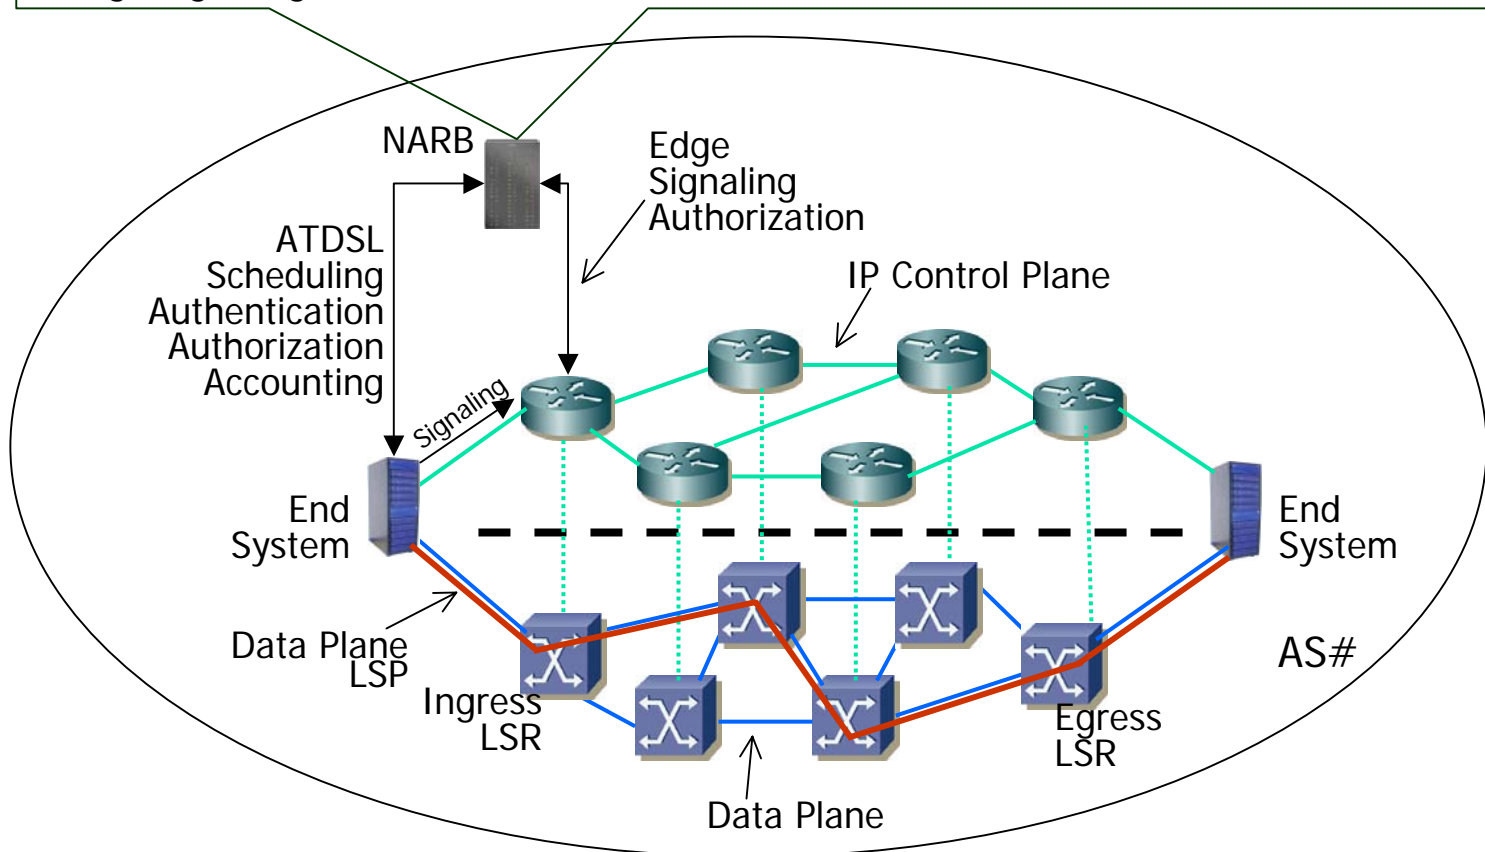 NARB
Edge
Signaling
Authorization
ATDSL
Scheduling
Authentication
Authorization
Accounting
IP Control Plane
Signaling
End
System
End
System
Data Plane
LSP
Ingress
LSR
AS#
Egress
LSR
Data Plane